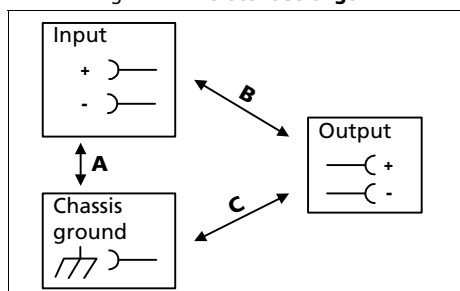 Input
+
-
B
Output
+
-
A
Chassis
ground
C